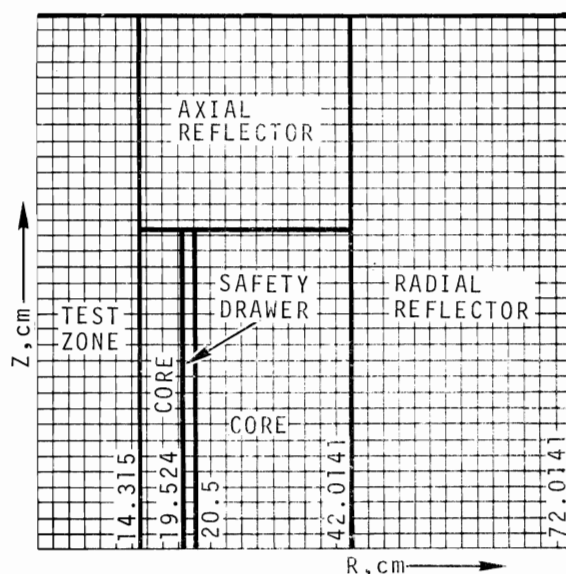 AXIAL
REFLECTOR
SAFETY
DRAWER
RADIAL
REFLECTOR
TEST
ZONE
CORE
CORE
Z,cm
14.315
19.524
20.5
42.0141
72.0141
R,cm